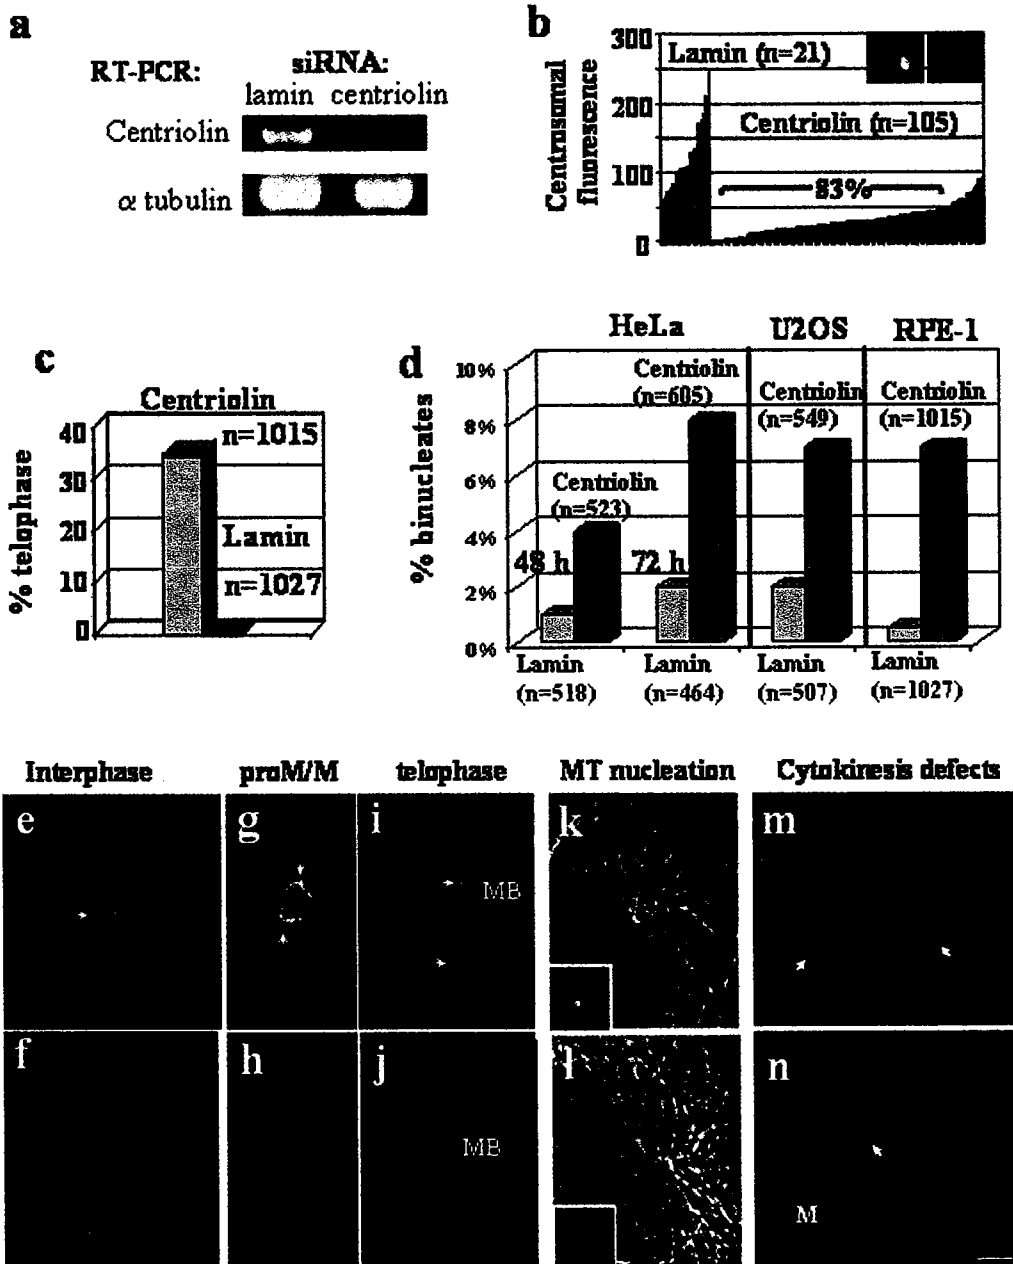 a
RT-PCR:
siRNA:
lamin centriolin
Centriolin
α tubulin
b
Centrosomal
fluorescence
300
200
100
0
Lamin (n=21)
Centriolin (n=105)
83%
c
Centriolin
n=1015
Lamin
n=1027
% telophase
40
30
20
10
0
d
HeLa
U2OS
RPE-1
% binucleates
10%
8%
6%
4%
2%
0%
Centriolin
(n=605)
Centriolin
(n=549)
Centriolin
(n=1015)
Centriolin
(n=523)
48 h
72 h
Lamin
(n=518)
Lamin
(n=464)
Lamin
(n=507)
Lamin
(n=1027)
Interphase
proM/M
telophase
MT nucleation
Cytokinesis defects
e
g
i
MB
k
m
f
h
j
MB
l
n
M